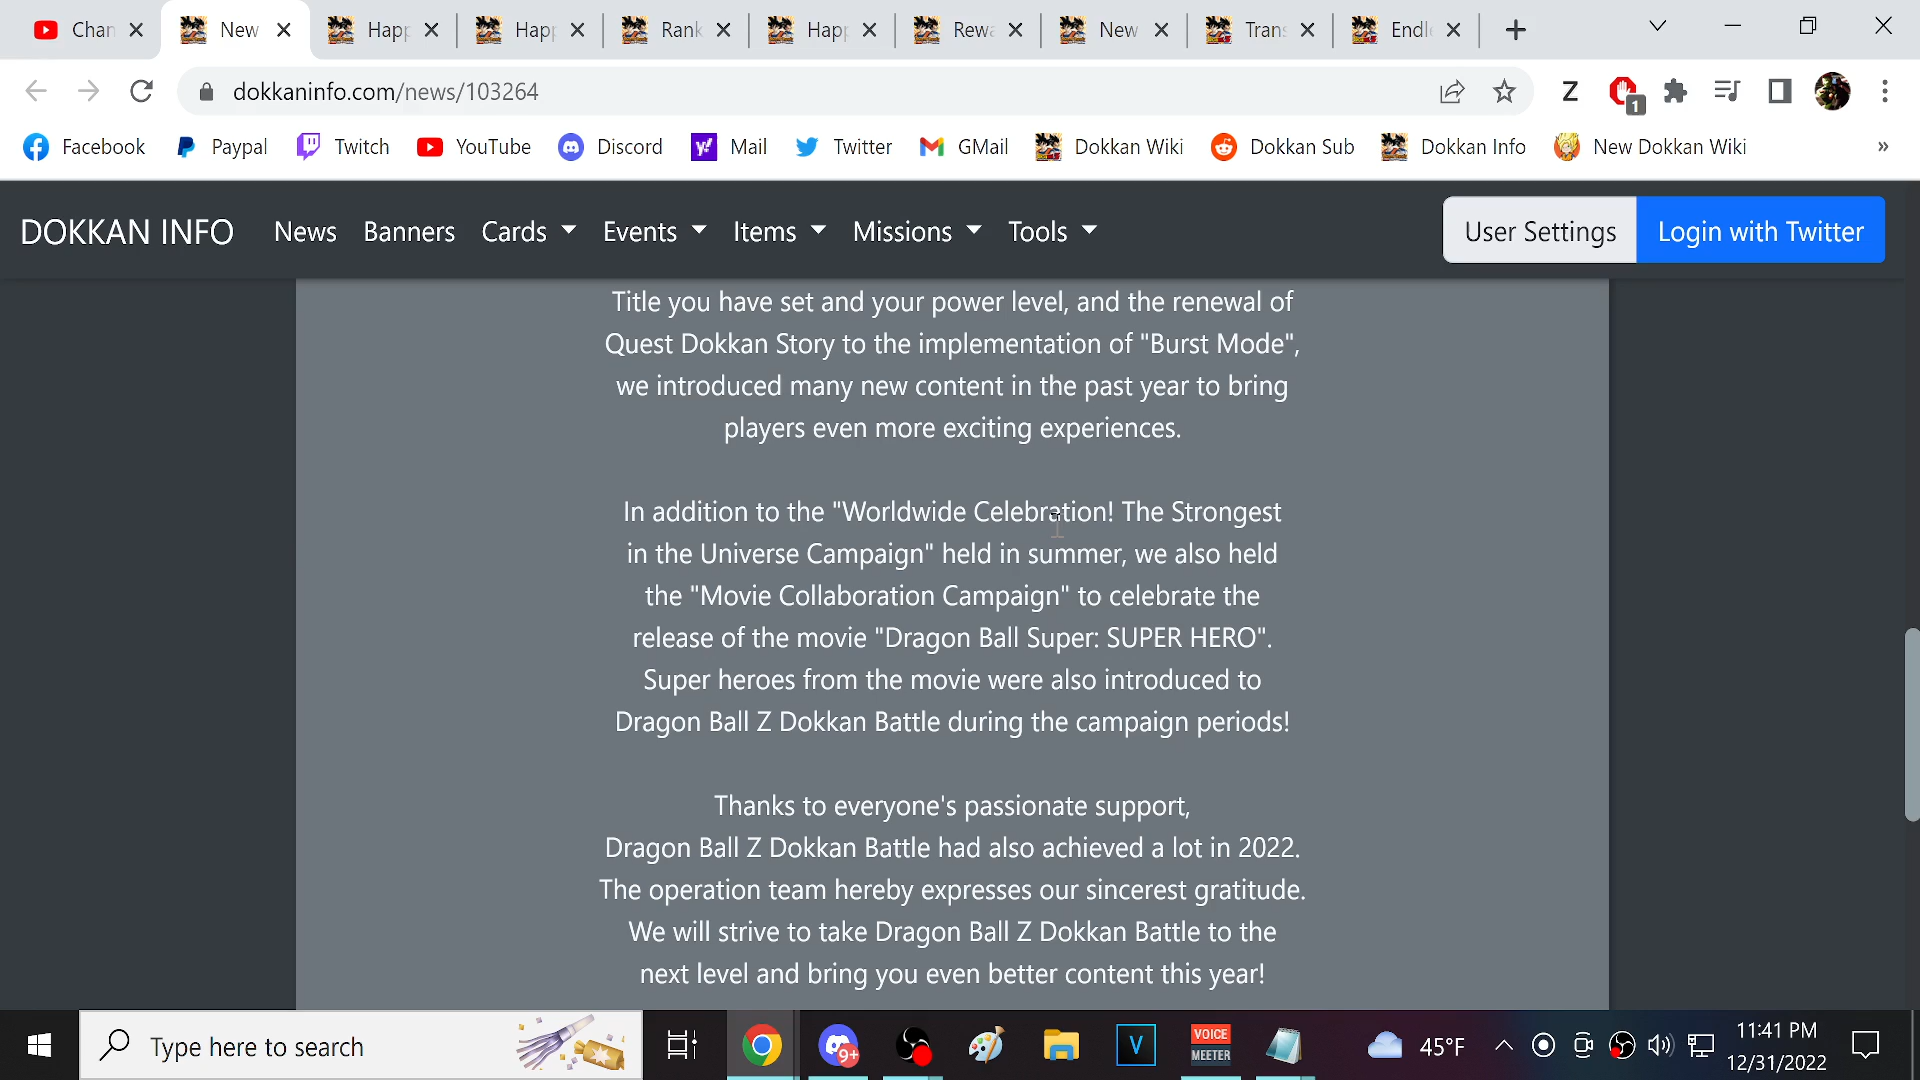 Chan
New
Happ
Happ
Rank
Happ
Rewa
New
Trans
Endle
dokkaninfo.com/news/103264
Z
1
Facebook
Paypal
Twitch
YouTube
Discord
Mail
Twitter
GMail
Dokkan Wiki
Dokkan Sub
Dokkan Info
New Dokkan Wiki
»
DOKKAN INFO
News
Banners
Cards
Events
Items
Missions
Tools
User Settings
Login with Twitter
Title you have set and your power level, and the renewal of
Quest Dokkan Story to the implementation of "Burst Mode",
we introduced many new content in the past year to bring
players even more exciting experiences.
In addition to the "Worldwide Celebration! The Strongest
in the Universe Campaign" held in summer, we also held
the "Movie Collaboration Campaign" to celebrate the
release of the movie "Dragon Ball Super: SUPER HERO".
Super heroes from the movie were also introduced to
Dragon Ball Z Dokkan Battle during the campaign periods!
Thanks to everyone's passionate support,
Dragon Ball Z Dokkan Battle had also achieved a lot in 2022.
The operation team hereby expresses our sincerest gratitude.
We will strive to take Dragon Ball Z Dokkan Battle to the
next level and bring you even better content this year!
Type here to search
9+
V
VOICE
MEETER
45°F
11:41 PM
12/31/2022